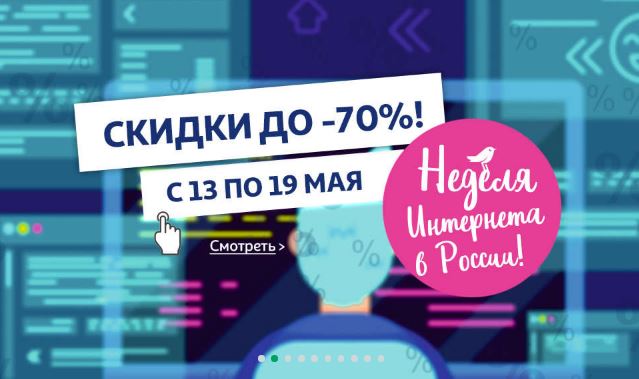 СКИДКИ ДО -70%!
С 13 ПО 19 МАЯ
Смотреть >
Неделя
Интернета
в России!